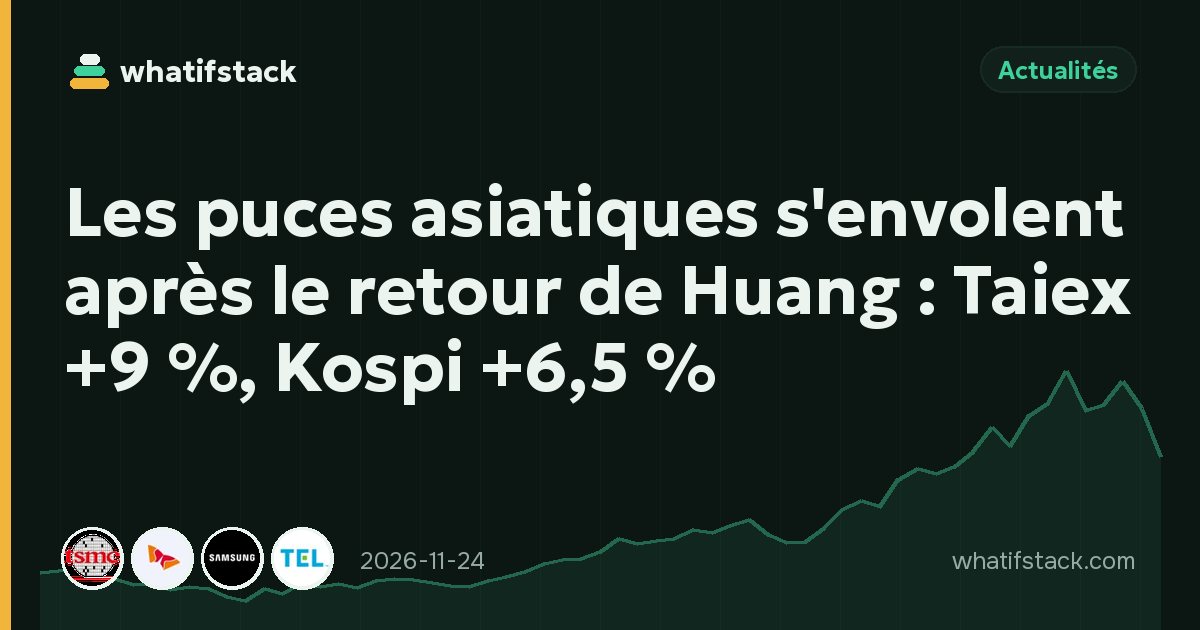 whatifstack
Actualités
Les puces asiatiques s'envolent
après le retour de Huang : Taiex
+9 %, Kospi +6,5 %
tsmc
SAMSUNG
TEL
2026-11-24
whatifstack.com